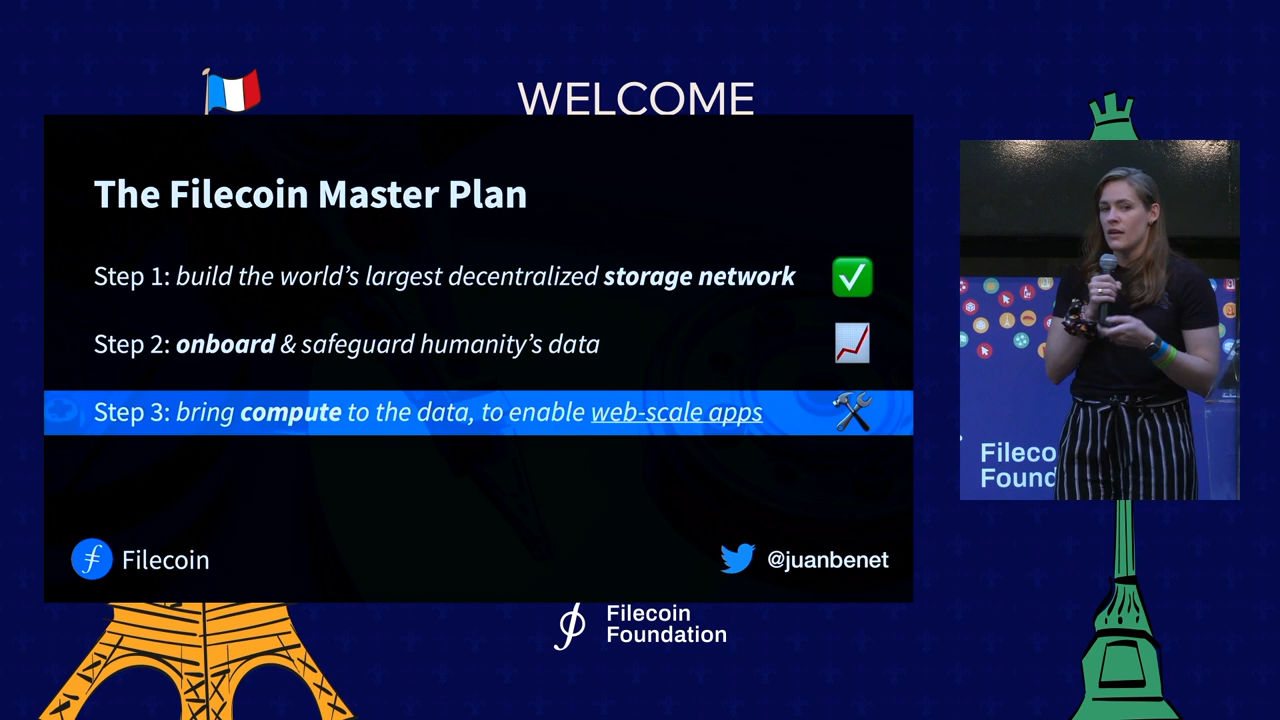 WELCOME
The Filecoin Master Plan
Step 1: build the world's largest decentralized storage network
Step 2: onboard & safeguard humanity's data
Step 3: bring compute to the data, to enable web-scale apps
Filecoin
@juanbenet
Filecoin
Foundation
Fileco
Found